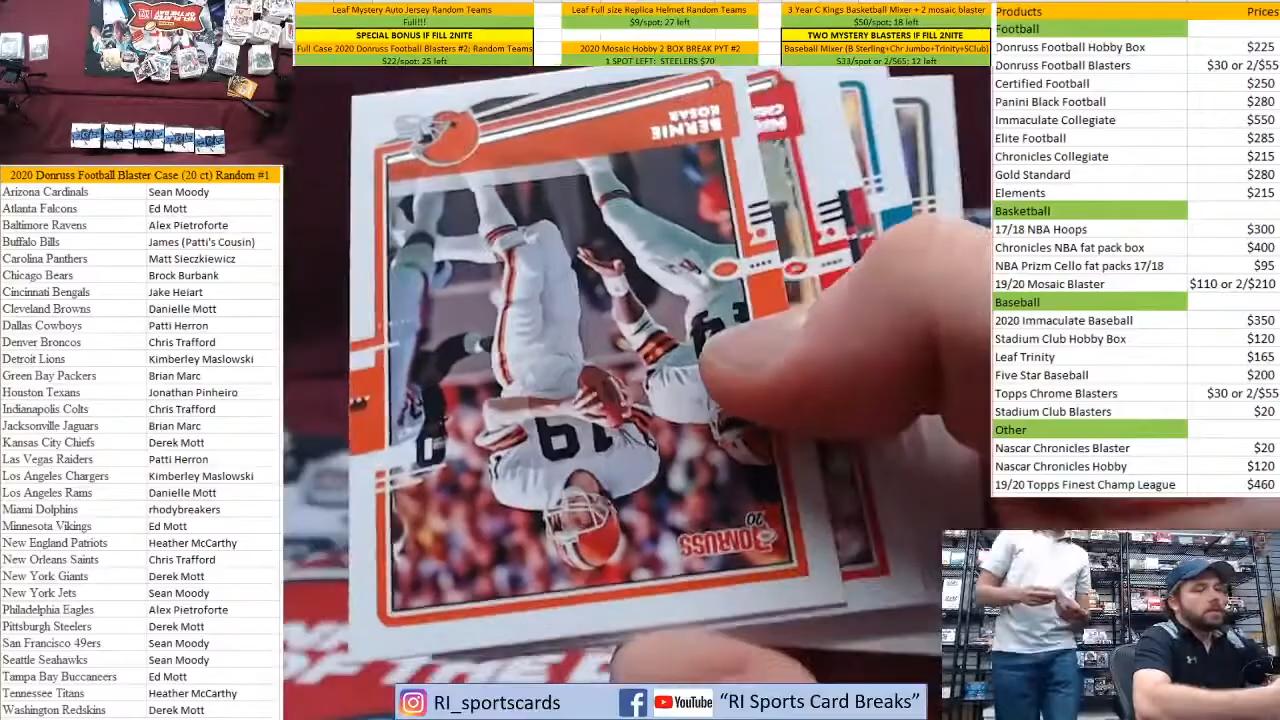 Leaf Mystery Auto Jersey Random Teams
Full!!!
SPECIAL BONUS IF FILL 2NITE
Full Case 2020 Donruss Football Blasters #2; Random Teams
$22/spot: 25 left
Leaf Full size Replica Helmet Random Teams
$9/spot; 27 left
2020 Mosaic Hobby 2 BOX BREAK PYT #2
1 SPOT LEFT: STEELERS $70
3 Year C Kings Basketball Mixer + 2 mosaic blaster
$50/spot; 18 left
TWO MYSTERY BLASTERS IF FILL 2NITE
Baseball Mixer (B Sterling+Chr Jumbo+Trinity+SClub)
$33/spot or 2/$65: 12 left
Products Prices
Football
Donruss Football Hobby Box $225
Donruss Football Blasters $30 or 2/$55
Certified Football $250
Panini Black Football $280
Immaculate Collegiate $550
Elite Football $285
Chronicles Collegiate $215
Gold Standard $280
Elements $215
Basketball
17/18 NBA Hoops $300
Chronicles NBA fat pack box $400
NBA Prizm Cello fat packs 17/18 $95
19/20 Mosaic Blaster $110 or 2/$210
Baseball
2020 Immaculate Baseball $350
Stadium Club Hobby Box $120
Leaf Trinity $165
Five Star Baseball $200
Topps Chrome Blasters $30 or 2/$55
Stadium Club Blasters $20
Other
Nascar Chronicles Blaster $20
Nascar Chronicles Hobby $120
19/20 Topps Finest Champ League $460
2020 Donruss Football Blaster Case (20 ct) Random #1
Arizona Cardinals Sean Moody
Atlanta Falcons Ed Mott
Baltimore Ravens Alex Pietroforte
Buffalo Bills James (Patti's Cousin)
Carolina Panthers Matt Sieczkiewicz
Chicago Bears Brock Burbank
Cincinnati Bengals Jake Heiart
Cleveland Browns Danielle Mott
Dallas Cowboys Patti Herron
Denver Broncos Chris Trafford
Detroit Lions Kimberley Maslowski
Green Bay Packers Brian Marc
Houston Texans Jonathan Pinheiro
Indianapolis Colts Chris Trafford
Jacksonville Jaguars Brian Marc
Kansas City Chiefs Derek Mott
Las Vegas Raiders Patti Herron
Los Angeles Chargers Kimberley Maslowski
Los Angeles Rams Danielle Mott
Miami Dolphins rhodybreakers
Minnesota Vikings Ed Mott
New England Patriots Heather McCarthy
New Orleans Saints Chris Trafford
New York Giants Derek Mott
New York Jets Sean Moody
Philadelphia Eagles Alex Pietroforte
Pittsburgh Steelers Derek Mott
San Francisco 49ers Sean Moody
Seattle Seahawks Sean Moody
Tampa Bay Buccaneers Ed Mott
Tennessee Titans Heather McCarthy
Washington Redskins Derek Mott
BERNIE
KOSAR
19
20
DONRUSS
RI_sportscards
YouTube
"RI Sports Card Breaks"